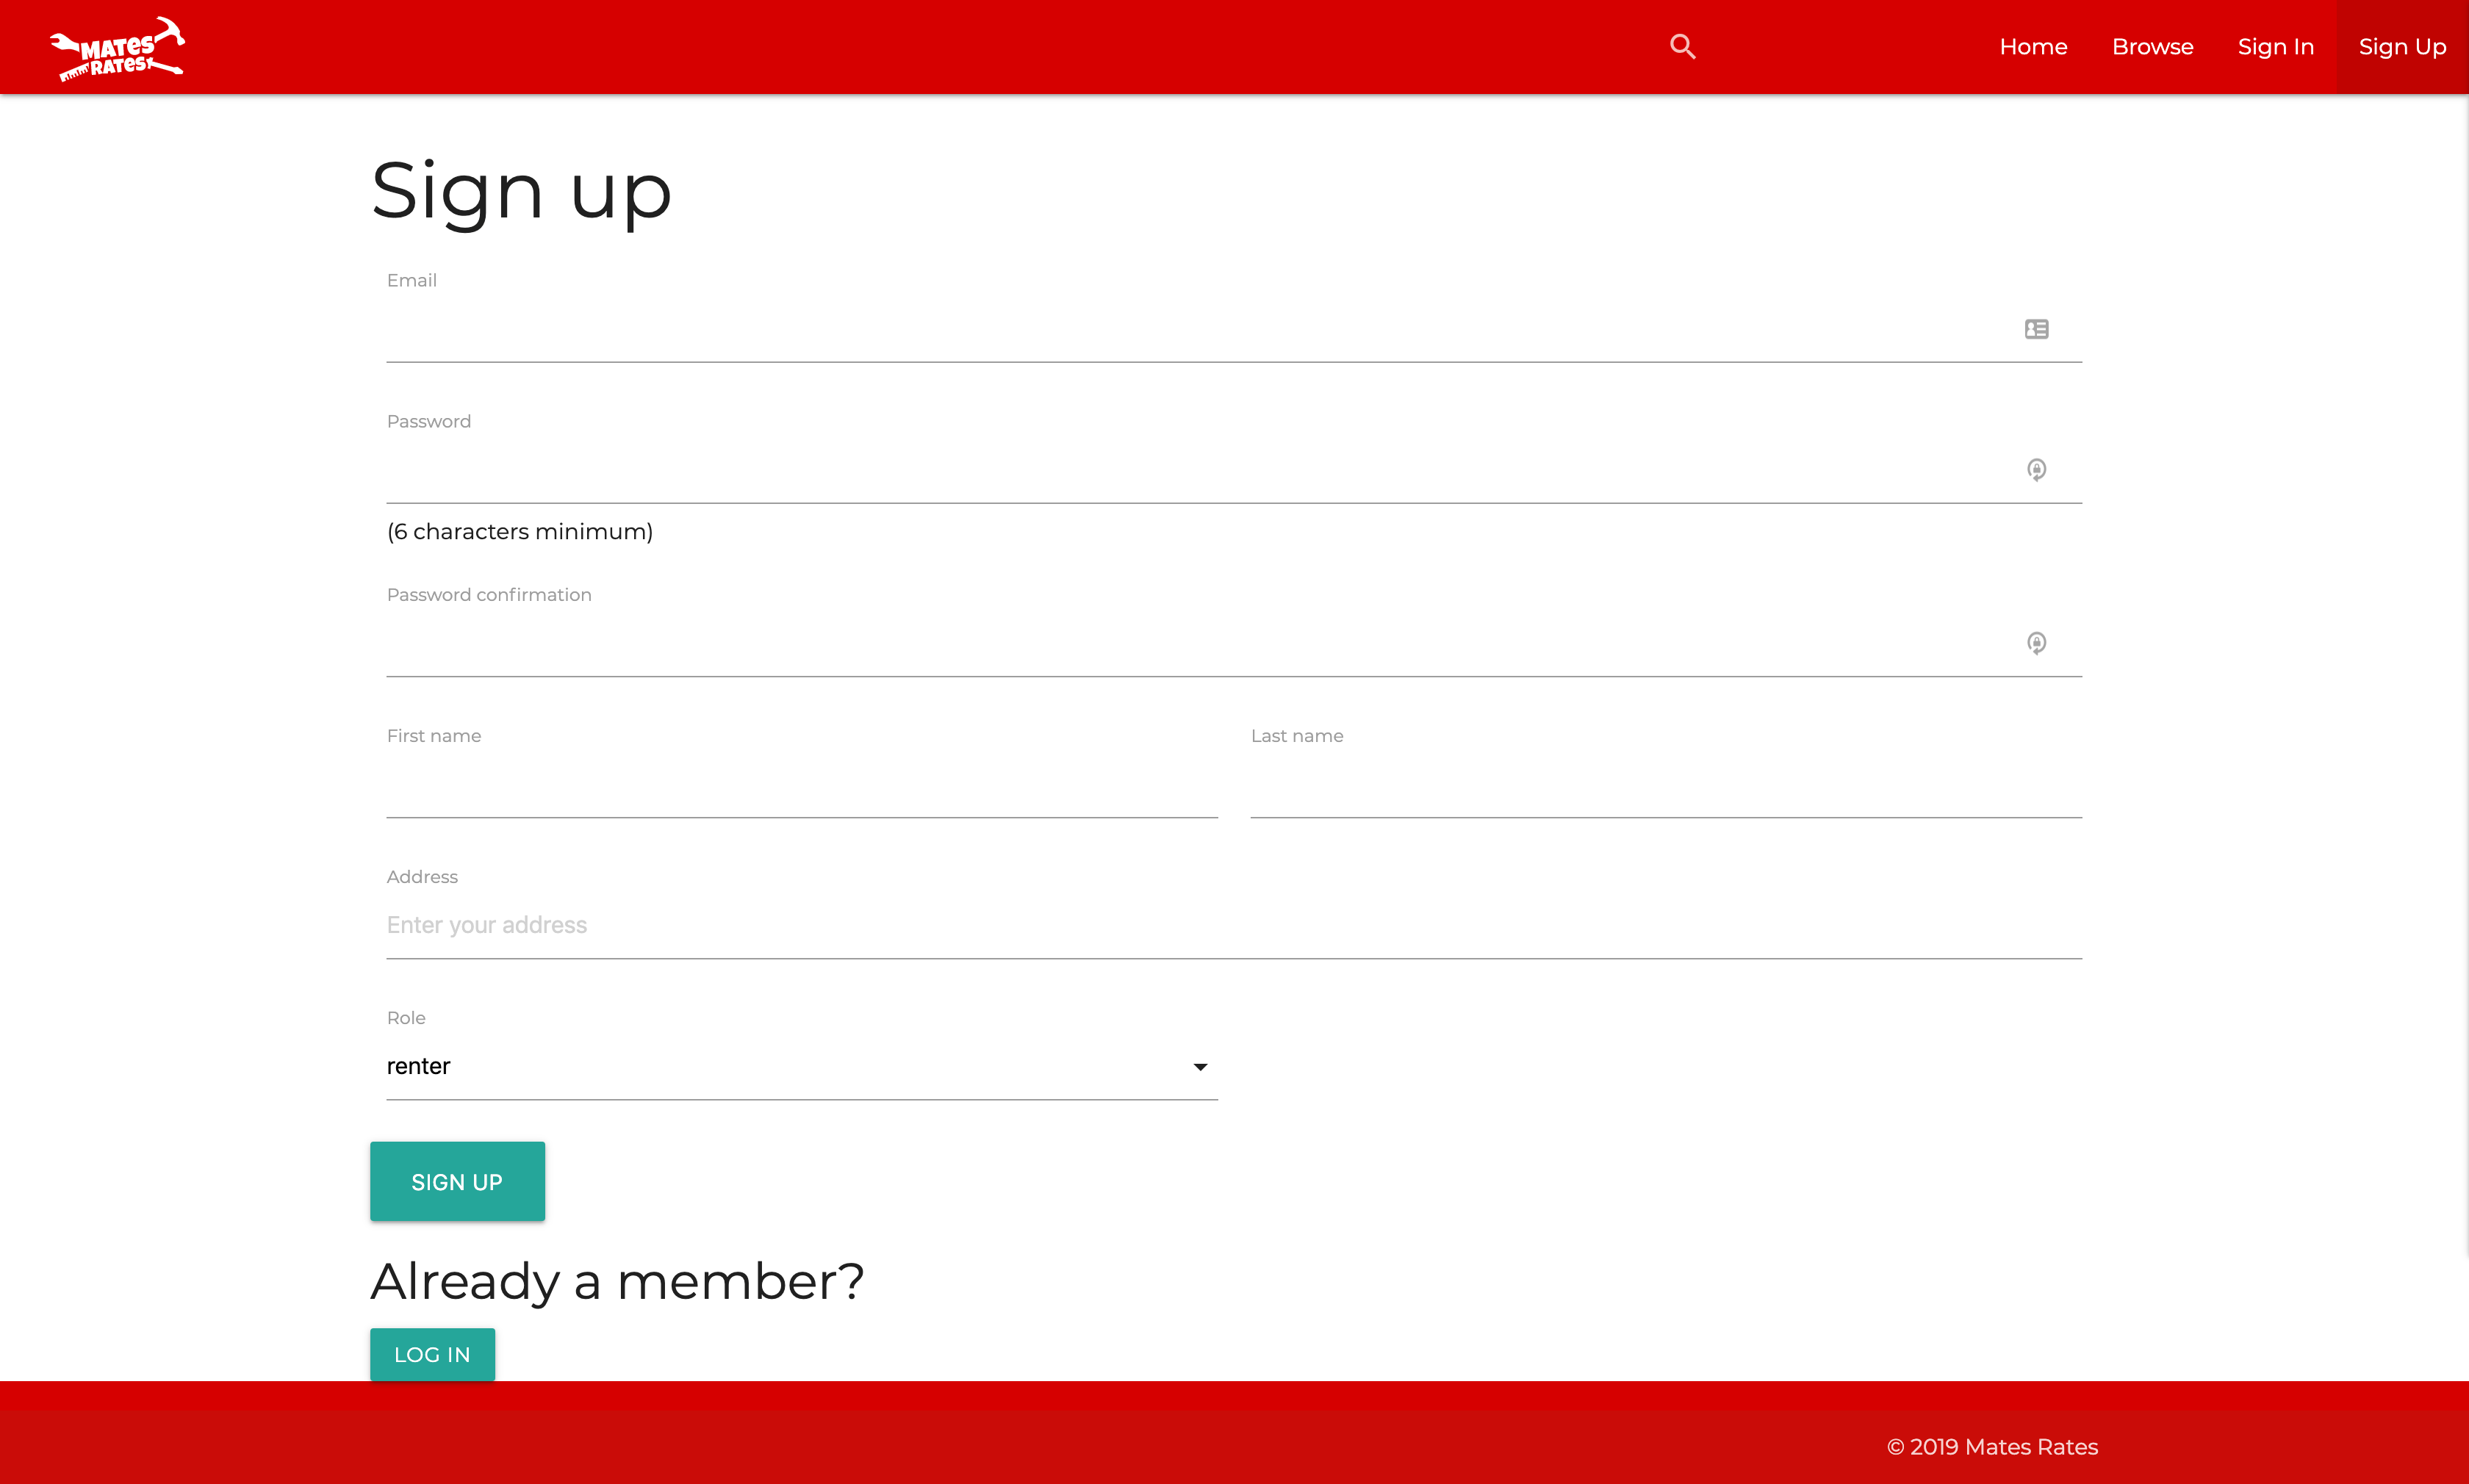 MATES
RATES
Home Browse Sign In Sign Up
Sign up
Email
Password
(6 characters minimum)
Password confirmation
First name Last name
Address
Enter your address
Role
renter
SIGN UP
Already a member?
LOG IN
© 2019 Mates Rates